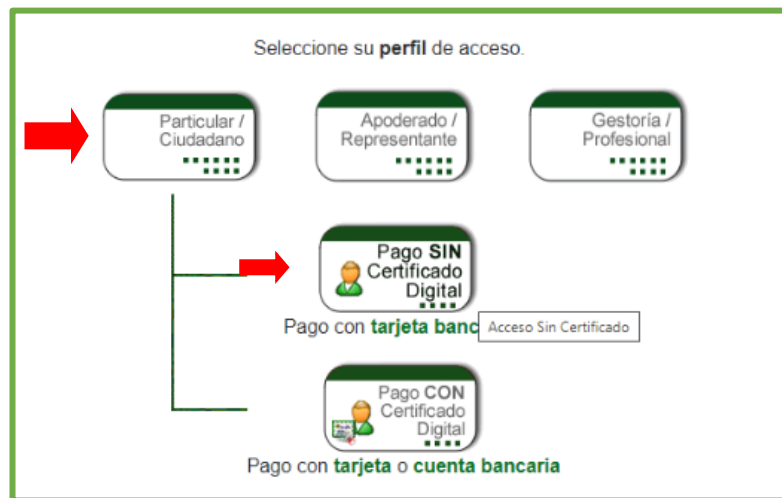 Seleccione su perfil de acceso.
Particular /
Ciudadano
Apoderado /
Representante
Gestoría /
Profesional
Pago SIN
Certificado
Digital
Pago con tarjeta banc
Acceso Sin Certificado
Pago CON
Certificado
Digital
Pago con tarjeta o cuenta bancaria